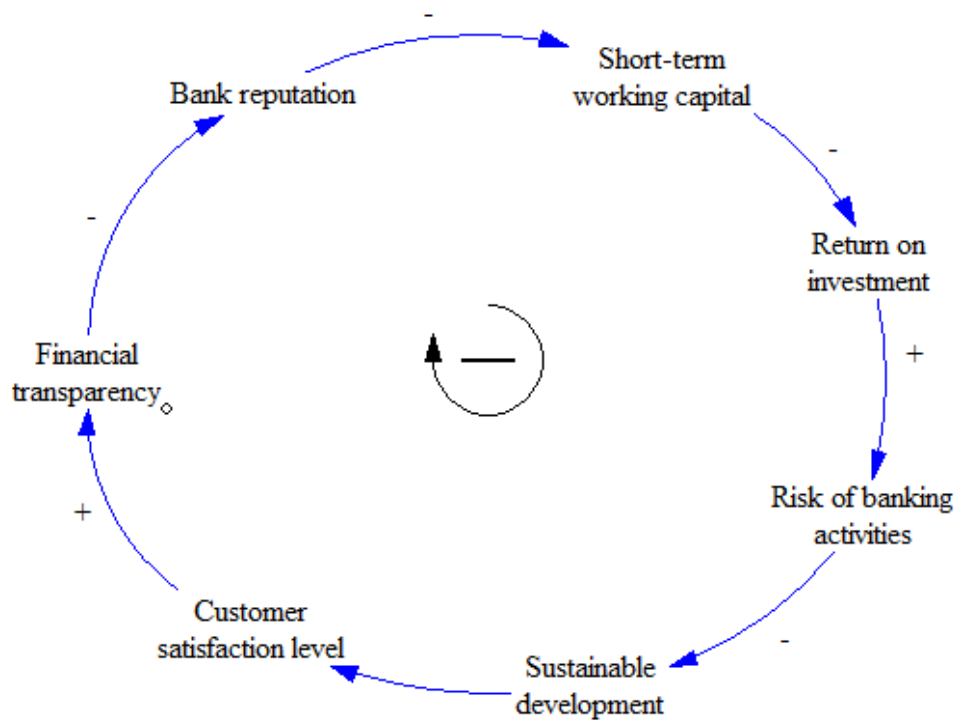 -
Short-term
working capital
Bank reputation
-
-
Return on
investment
+
Financial
transparency
+
Risk of banking
activities
-
Customer
satisfaction level
Sustainable
development